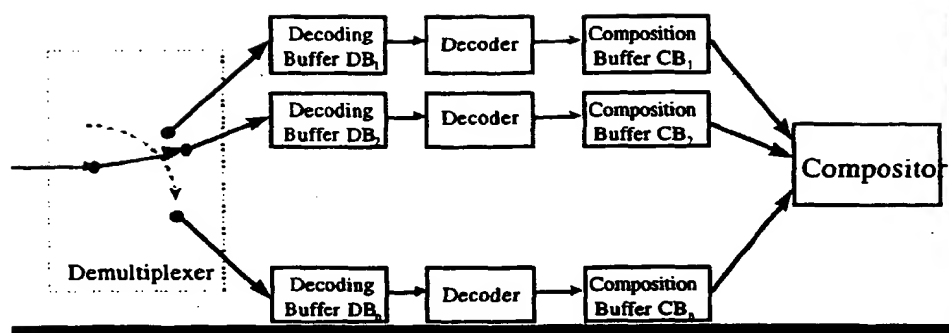 Decoding
Buffer DB₁
Decoder
Composition
Buffer CB₁
Decoding
Buffer DB₂
Decoder
Composition
Buffer CB₂
Compositor
Demultiplexer
Decoding
Buffer DBₙ
Decoder
Composition
Buffer CBₙ